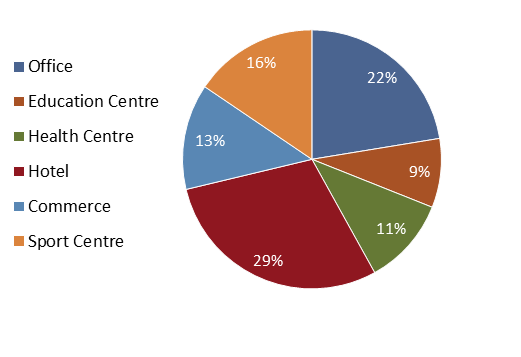 Office
Education Centre
Health Centre
Hotel
Commerce
Sport Centre
16%
22%
13%
9%
11%
29%